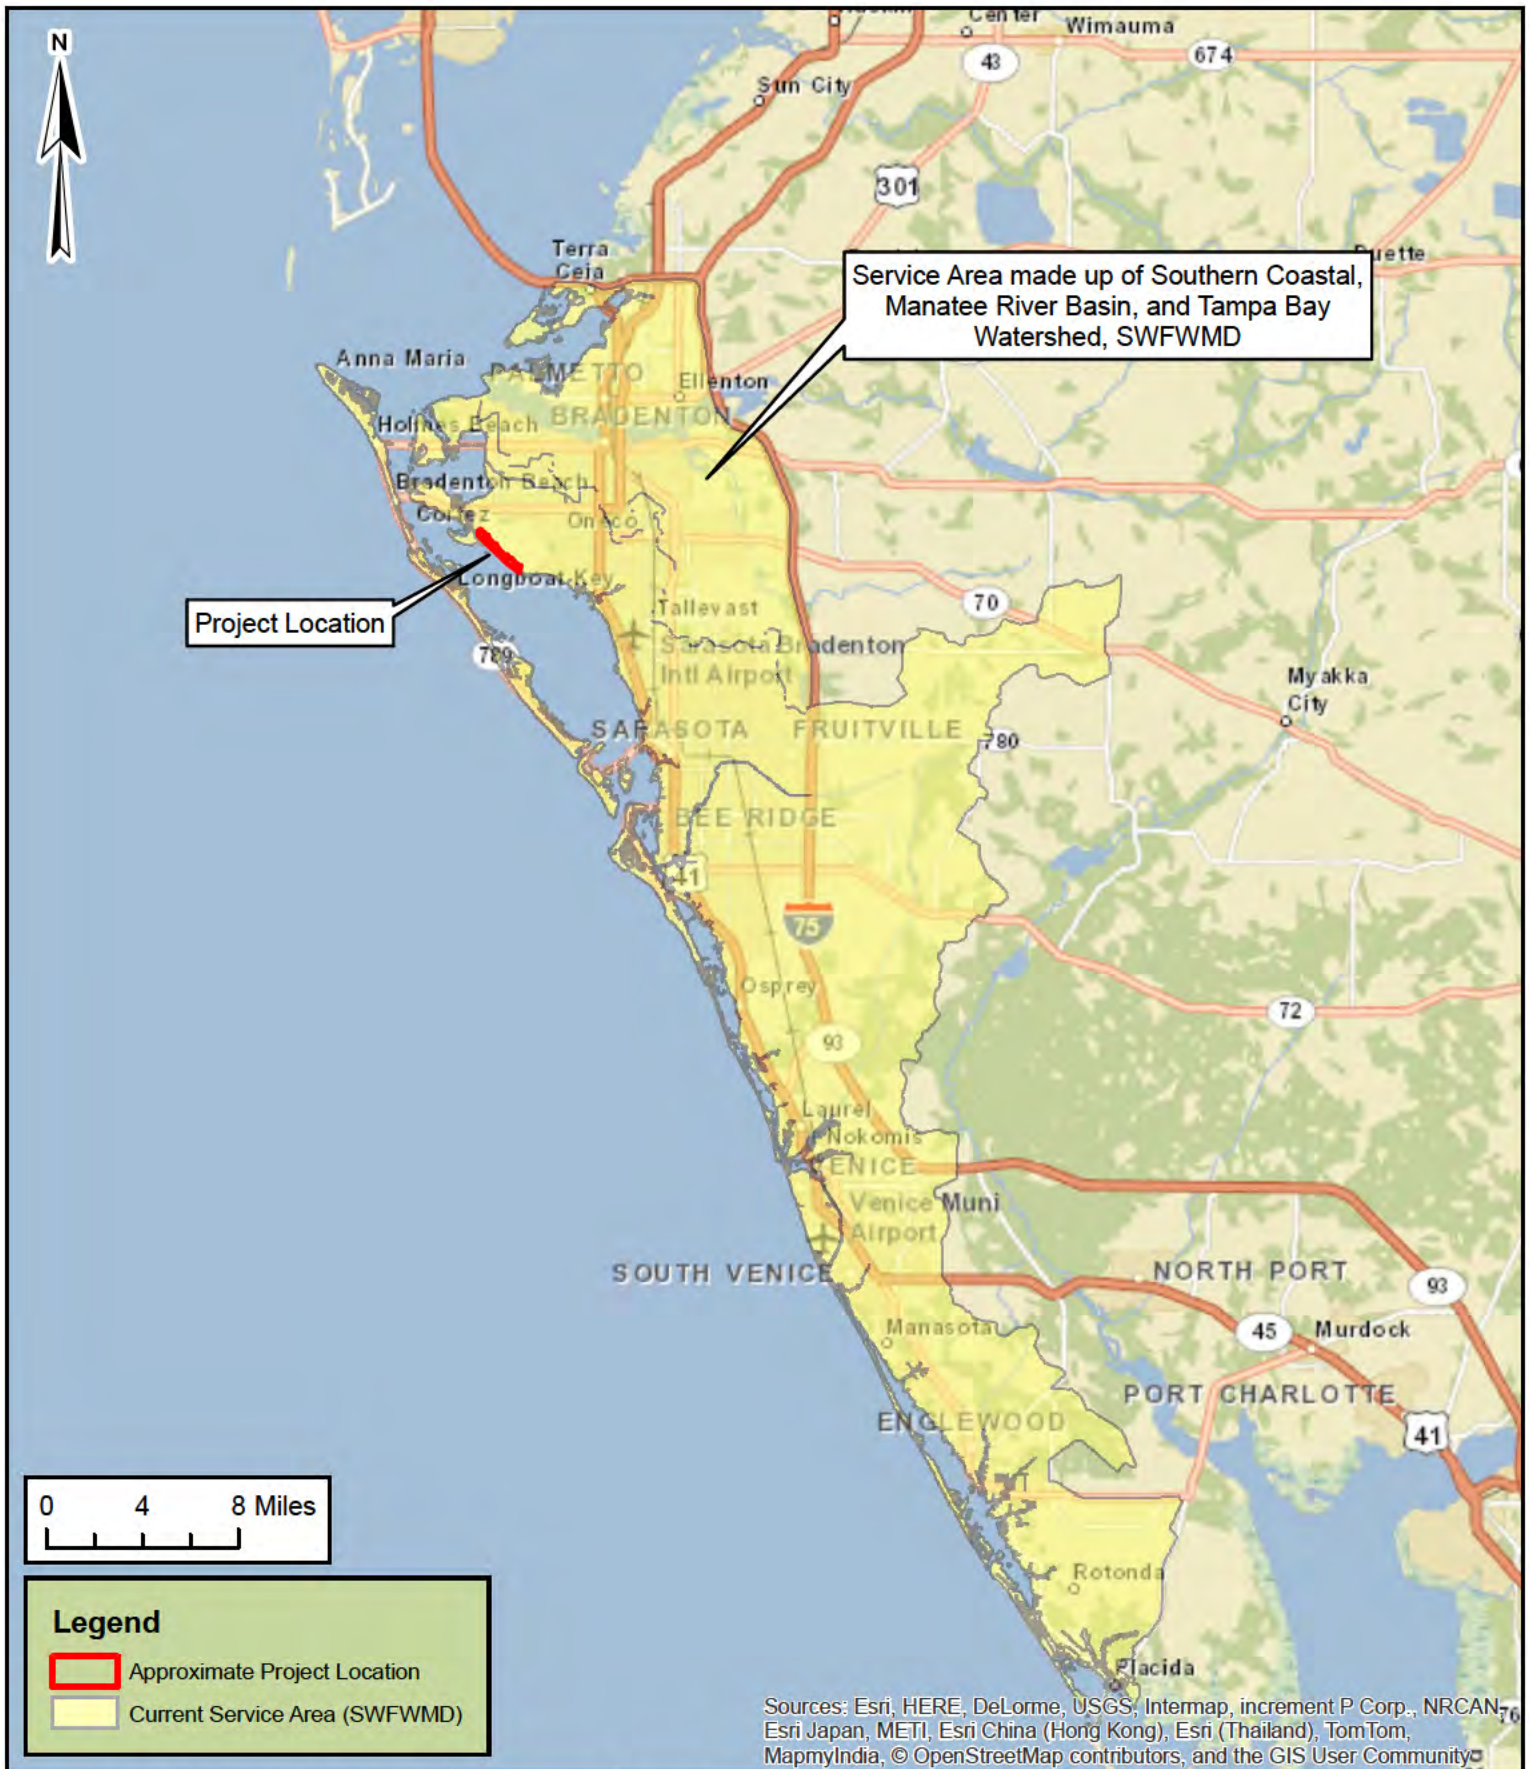 N
Center
Wimauma
43
674
Sun City
301
Terra
Ceia
Service Area made up of Southern Coastal,
Manatee River Basin, and Tampa Bay
Watershed, SWFWMD
Anna Maria
PALMETTO
Ellenton
BRADENTON
Holmes Beach
Bradenton Beach
Cortez
Oneco
Longboat Key
Project Location
Tallevast
70
789
Sarasota Bradenton
Intl Airport
Myakka
City
SARASOTA
FRUITVILLE
780
BEE RIDGE
41
75
Osprey
72
93
Laurel
Nokomis
VENICE
Venice Muni
Airport
SOUTH VENICE
NORTH PORT
93
Manasota
45
Murdock
PORT CHARLOTTE
ENGLEWOOD
41
0 4 8 Miles
Rotonda
Legend
Approximate Project Location
Current Service Area (SWFWMD)
Placida
Sources: Esri, HERE, DeLorme, USGS, Intermap, increment P Corp., NRCAN,
Esri Japan, METI, Esri China (Hong Kong), Esri (Thailand), TomTom,
MapmyIndia, © OpenStreetMap contributors, and the GIS User Community